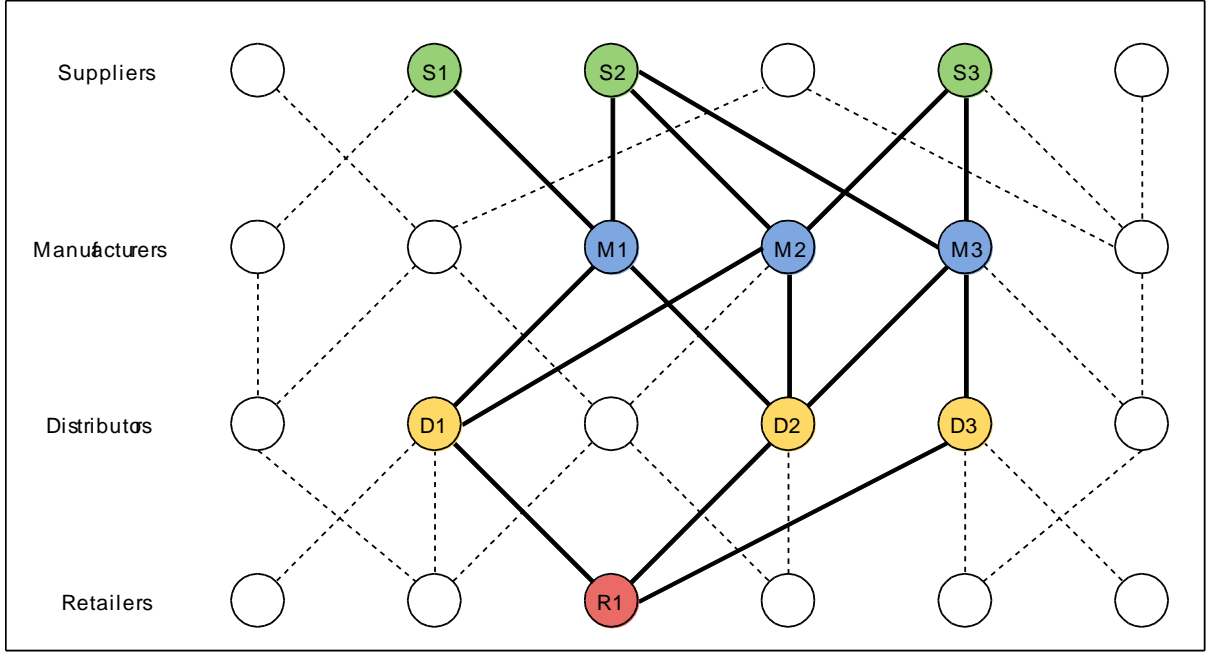 Suppliers
S1 S2 S3
Manufacturers
M1 M2 M3
Distributors
D1 D2 D3
Retailers
R1